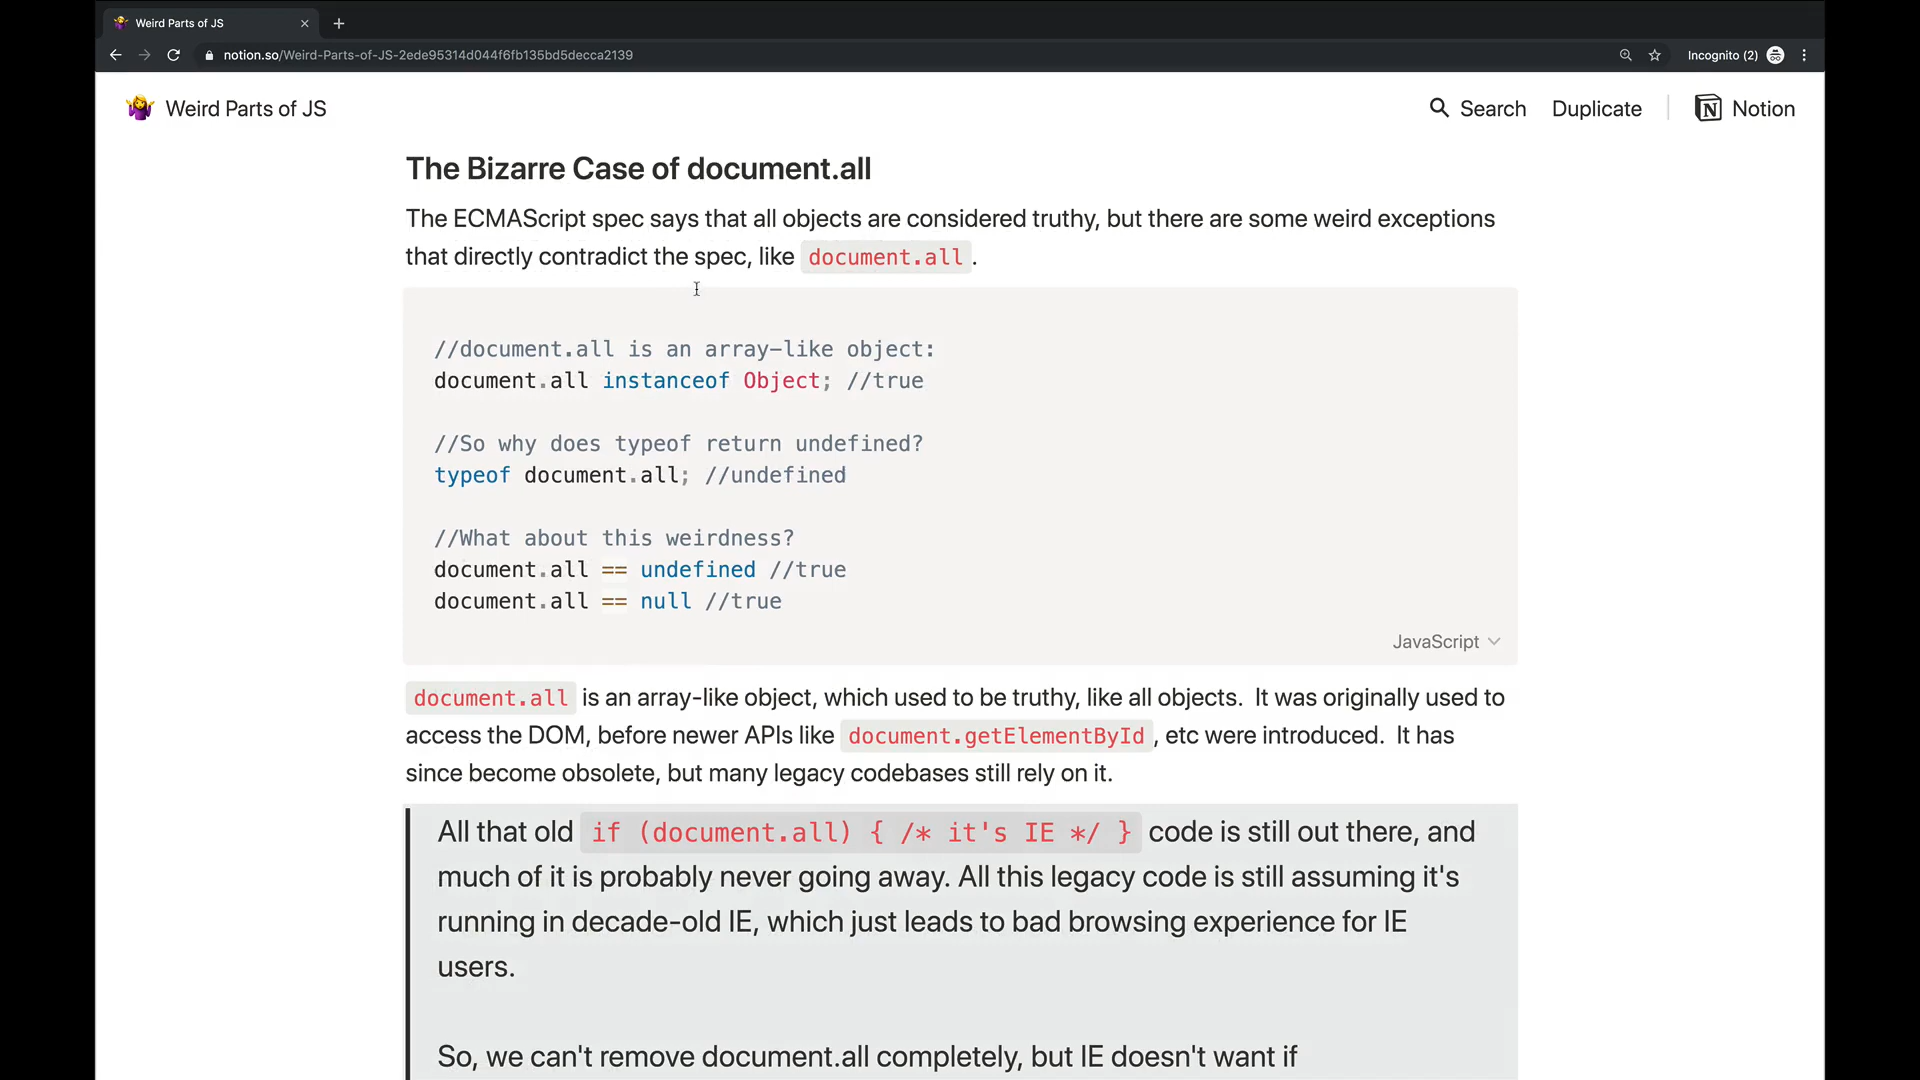 Weird Parts of JS
notion.so/Weird-Parts-of-JS-2ede95314d044f6fb135bd5decca2139
Incognito (2)
Weird Parts of JS
Search
Duplicate
Notion
The Bizarre Case of document.all
The ECMAScript spec says that all objects are considered truthy, but there are some weird exceptions
that directly contradict the spec, like document.all.
//document.all is an array-like object:
document.all instanceof Object; //true
//So why does typeof return undefined?
typeof document.all; //undefined
//What about this weirdness?
document.all == undefined //true
document.all == null //true
JavaScript
document.all is an array-like object, which used to be truthy, like all objects.  It was originally used to
access the DOM, before newer APIs like document.getElementById, etc were introduced.  It has
since become obsolete, but many legacy codebases still rely on it.
All that old if (document.all) { /* it's IE */ } code is still out there, and
much of it is probably never going away. All this legacy code is still assuming it's
running in decade-old IE, which just leads to bad browsing experience for IE
users.
So, we can't remove document.all completely, but IE doesn't want if